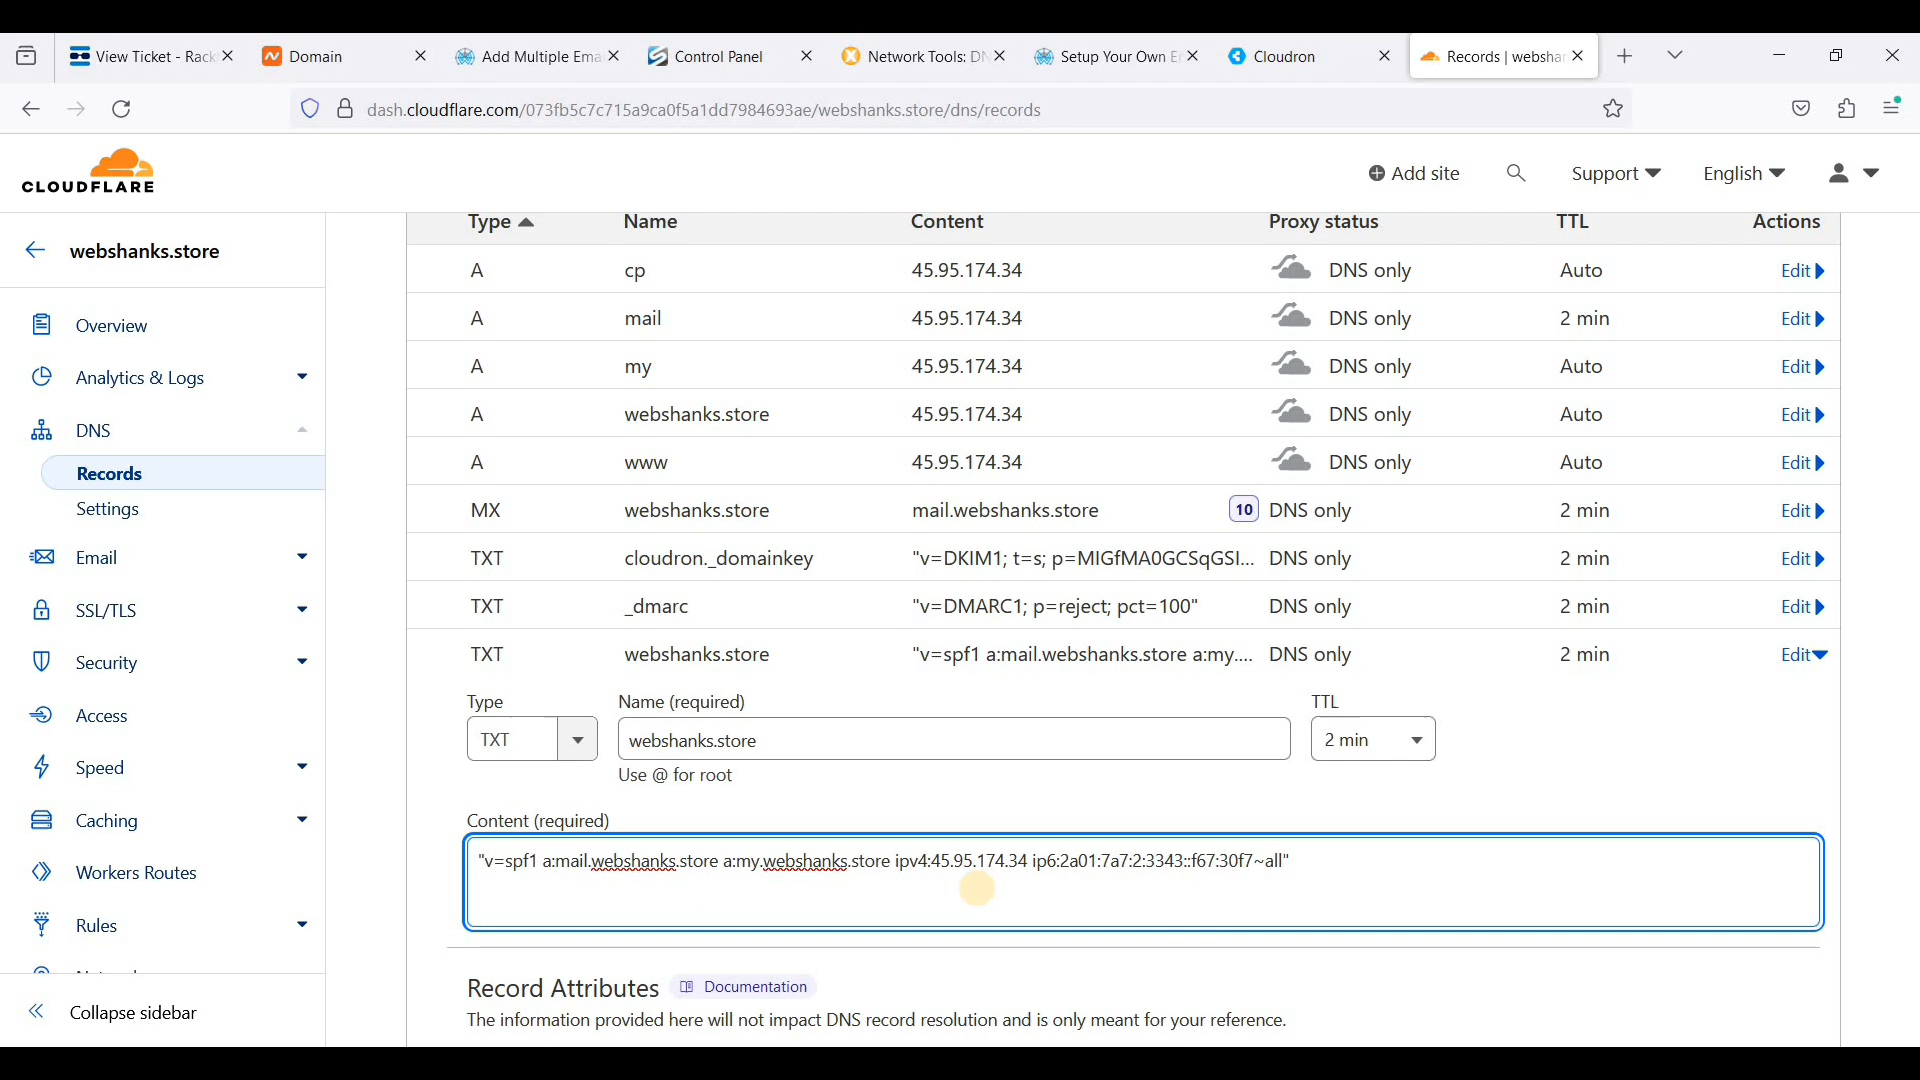 View Ticket - Rack
Domain
Add Multiple Ema
Control Panel
Network Tools: DN
Setup Your Own E
Cloudron
Records | webshan
dash.cloudflare.com/073fb5c7c715a9ca0f5a1dd7984693ae/webshanks.store/dns/records
CLOUDFLARE
Add site
Support
English
webshanks.store
Overview
Analytics & Logs
DNS
Records
Settings
Email
SSL/TLS
Security
Access
Speed
Caching
Workers Routes
Rules
Collapse sidebar
Type Name Content Proxy status TTL Actions
A cp 45.95.174.34 DNS only Auto Edit
A mail 45.95.174.34 DNS only 2 min Edit
A my 45.95.174.34 DNS only Auto Edit
A webshanks.store 45.95.174.34 DNS only Auto Edit
A www 45.95.174.34 DNS only Auto Edit
MX webshanks.store mail.webshanks.store 10 DNS only 2 min Edit
TXT cloudron._domainkey "v=DKIM1; t=s; p=MIGfMA0GCSqGSI... DNS only 2 min Edit
TXT _dmarc "v=DMARC1; p=reject; pct=100" DNS only 2 min Edit
TXT webshanks.store "v=spf1 a:mail.webshanks.store a:my.... DNS only 2 min Edit
Type Name (required) TTL
TXT webshanks.store 2 min
Use @ for root
Content (required)
"v=spf1 a:mail.webshanks.store a:my.webshanks.store ipv4:45.95.174.34 ip6:2a01:7a7:2:3343::f67:30f7~all"
Record Attributes Documentation
The information provided here will not impact DNS record resolution and is only meant for your reference.